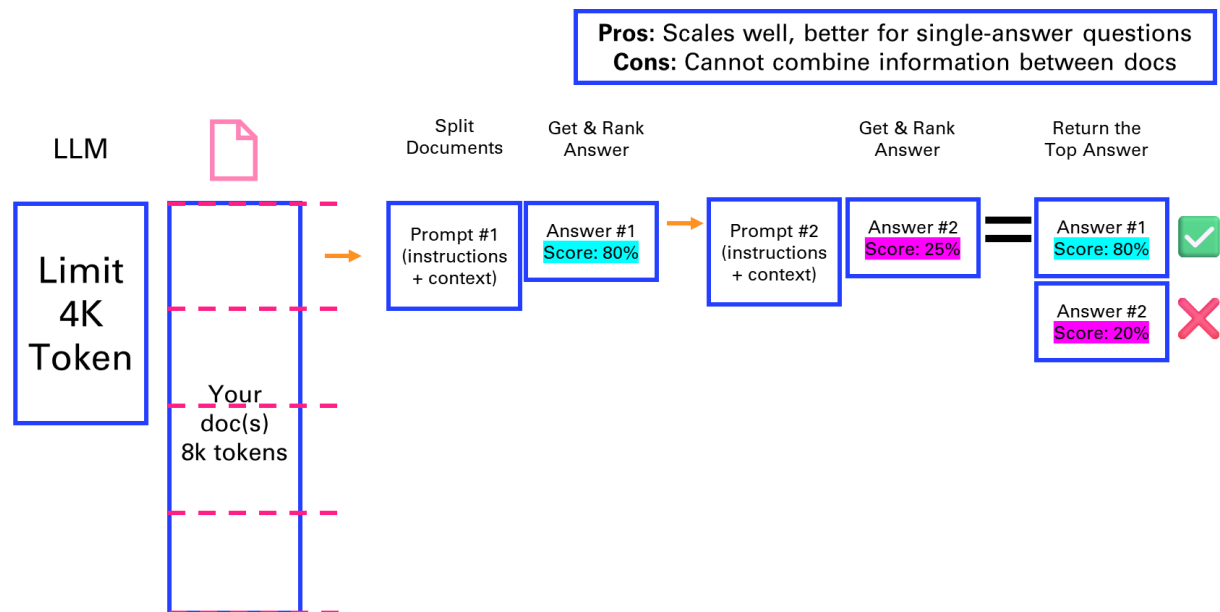 Pros: Scales well, better for single-answer questions
Cons: Cannot combine information between docs
LLM
Split
Documents
Get & Rank
Answer
Get & Rank
Answer
Return the
Top Answer
Limit
4K
Token
Your
doc(s)
8k tokens
Prompt #1
(instructions
+ context)
Answer #1
Score: 80%
Prompt #2
(instructions
+ context)
Answer #2
Score: 25%
Answer #1
Score: 80%
Answer #2
Score: 20%